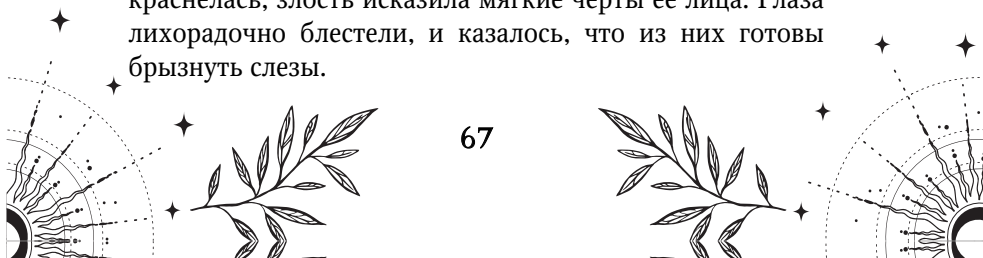 краснелась, злость исказила мягкие черты ее лица. Глаза
лихорадочно блестели, и казалось, что из них готовы
брызнуть слезы.
67